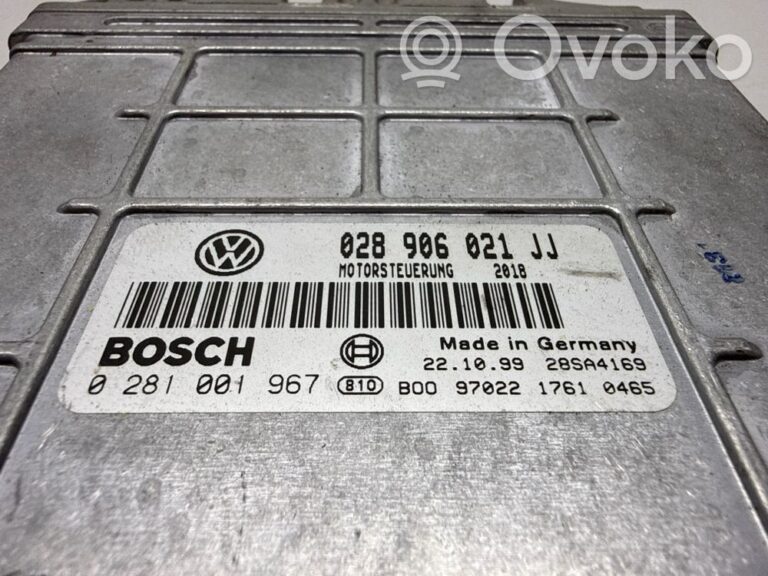 Ovoko
VW
028 906 021 JJ
MOTORSTEUERUNG 2018
BOSCH
Made in Germany
22.10.99 28SA4169
0 281 001 967 810 B00 97022 1761 0465